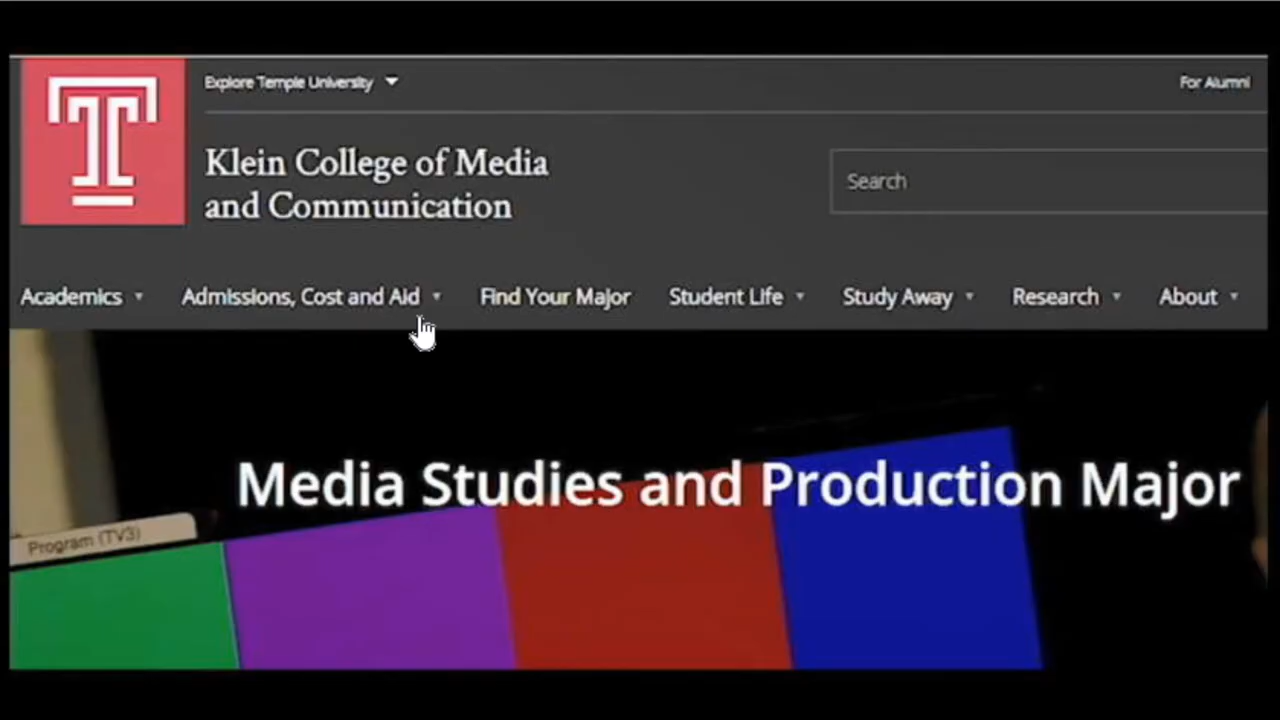 Explore Temple University
For Alumni
Klein College of Media
and Communication
Search
Academics Admissions, Cost and Aid Find Your Major Student Life Study Away Research About
Media Studies and Production Major
Program (TV3)